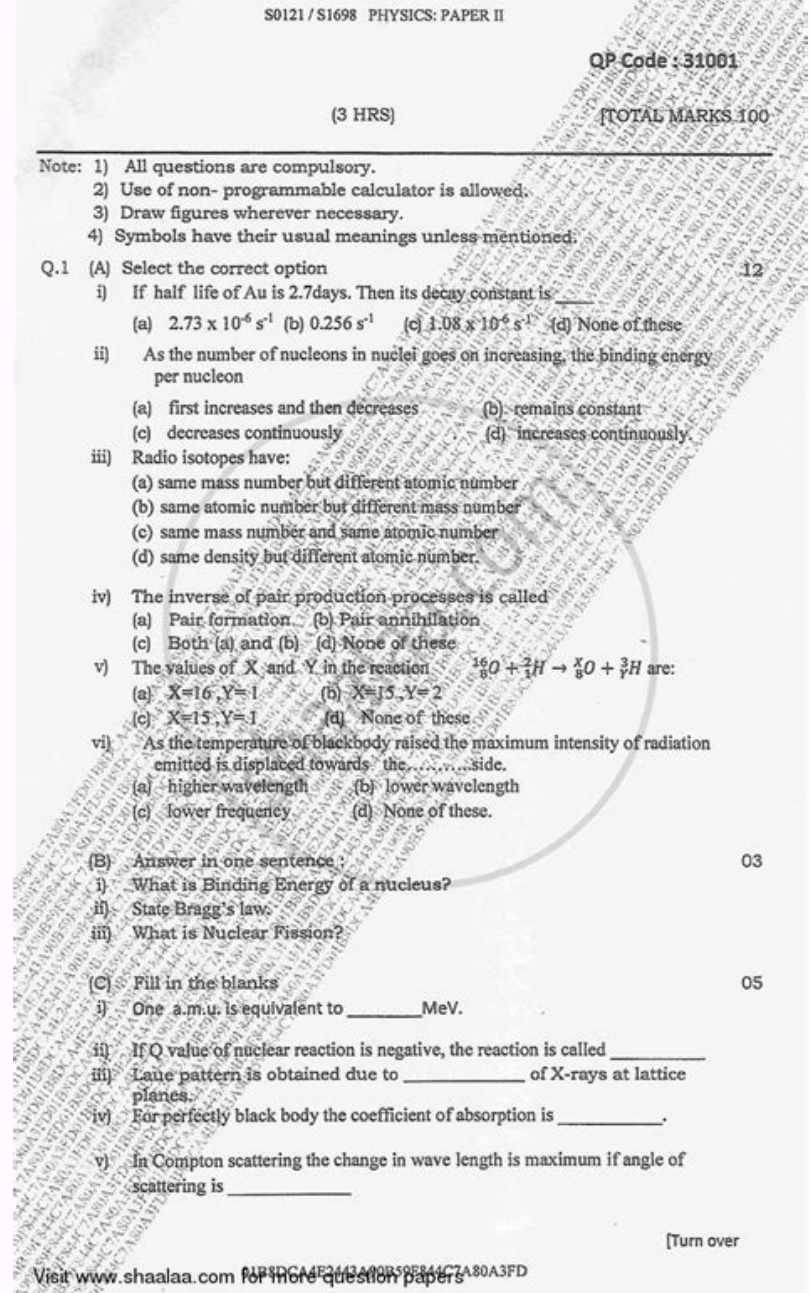 S0121 / S1698 PHYSICS: PAPER II
QP Code : 31001
(3 HRS) [TOTAL MARKS 100
Note: 1) All questions are compulsory.
2) Use of non- programmable calculator is allowed.
3) Draw figures wherever necessary.
4) Symbols have their usual meanings unless mentioned.
Q.1 (A) Select the correct option 12
i) If half life of Au is 2.7days. Then its decay constant is ____
(a) 2.73 x 10⁻⁶ s⁻¹ (b) 0.256 s⁻¹ (c) 1.08 x 10⁻⁶ s⁻¹ (d) None of these
ii) As the number of nucleons in nuclei goes on increasing, the binding energy
per nucleon
(a) first increases and then decreases (b) remains constant
(c) decreases continuously (d) increases continuously.
iii) Radio isotopes have:
(a) same mass number but different atomic number
(b) same atomic number but different mass number
(c) same mass number and same atomic number
(d) same density but different atomic number.
iv) The inverse of pair production processes is called
(a) Pair formation (b) Pair annihilation
(c) Both (a) and (b) (d) None of these
v) The values of X and Y in the reaction ¹⁶₈O + ²₁H → ˣ₈O + ³ᵧH are:
(a) X=16 ,Y= 1 (b) X=15 ,Y= 2
(c) X=15 ,Y= 1 (d) None of these
vi) As the temperature of blackbody raised the maximum intensity of radiation
emitted is displaced towards the..........side.
(a) higher wavelength (b) lower wavelength
(c) lower frequency (d) None of these.
(B) Answer in one sentence : 03
i) What is Binding Energy of a nucleus?
ii) State Bragg's law.
iii) What is Nuclear Fission?
(C) Fill in the blanks 05
i) One a.m.u. is equivalent to ________MeV.
ii) If Q value of nuclear reaction is negative, the reaction is called __________
iii) Laue pattern is obtained due to _____________ of X-rays at lattice
planes.
iv) For perfectly black body the coefficient of absorption is ___________.
v) In Compton scattering the change in wave length is maximum if angle of
scattering is _____________
[Turn over
Visit www.shaalaa.com for more question papers